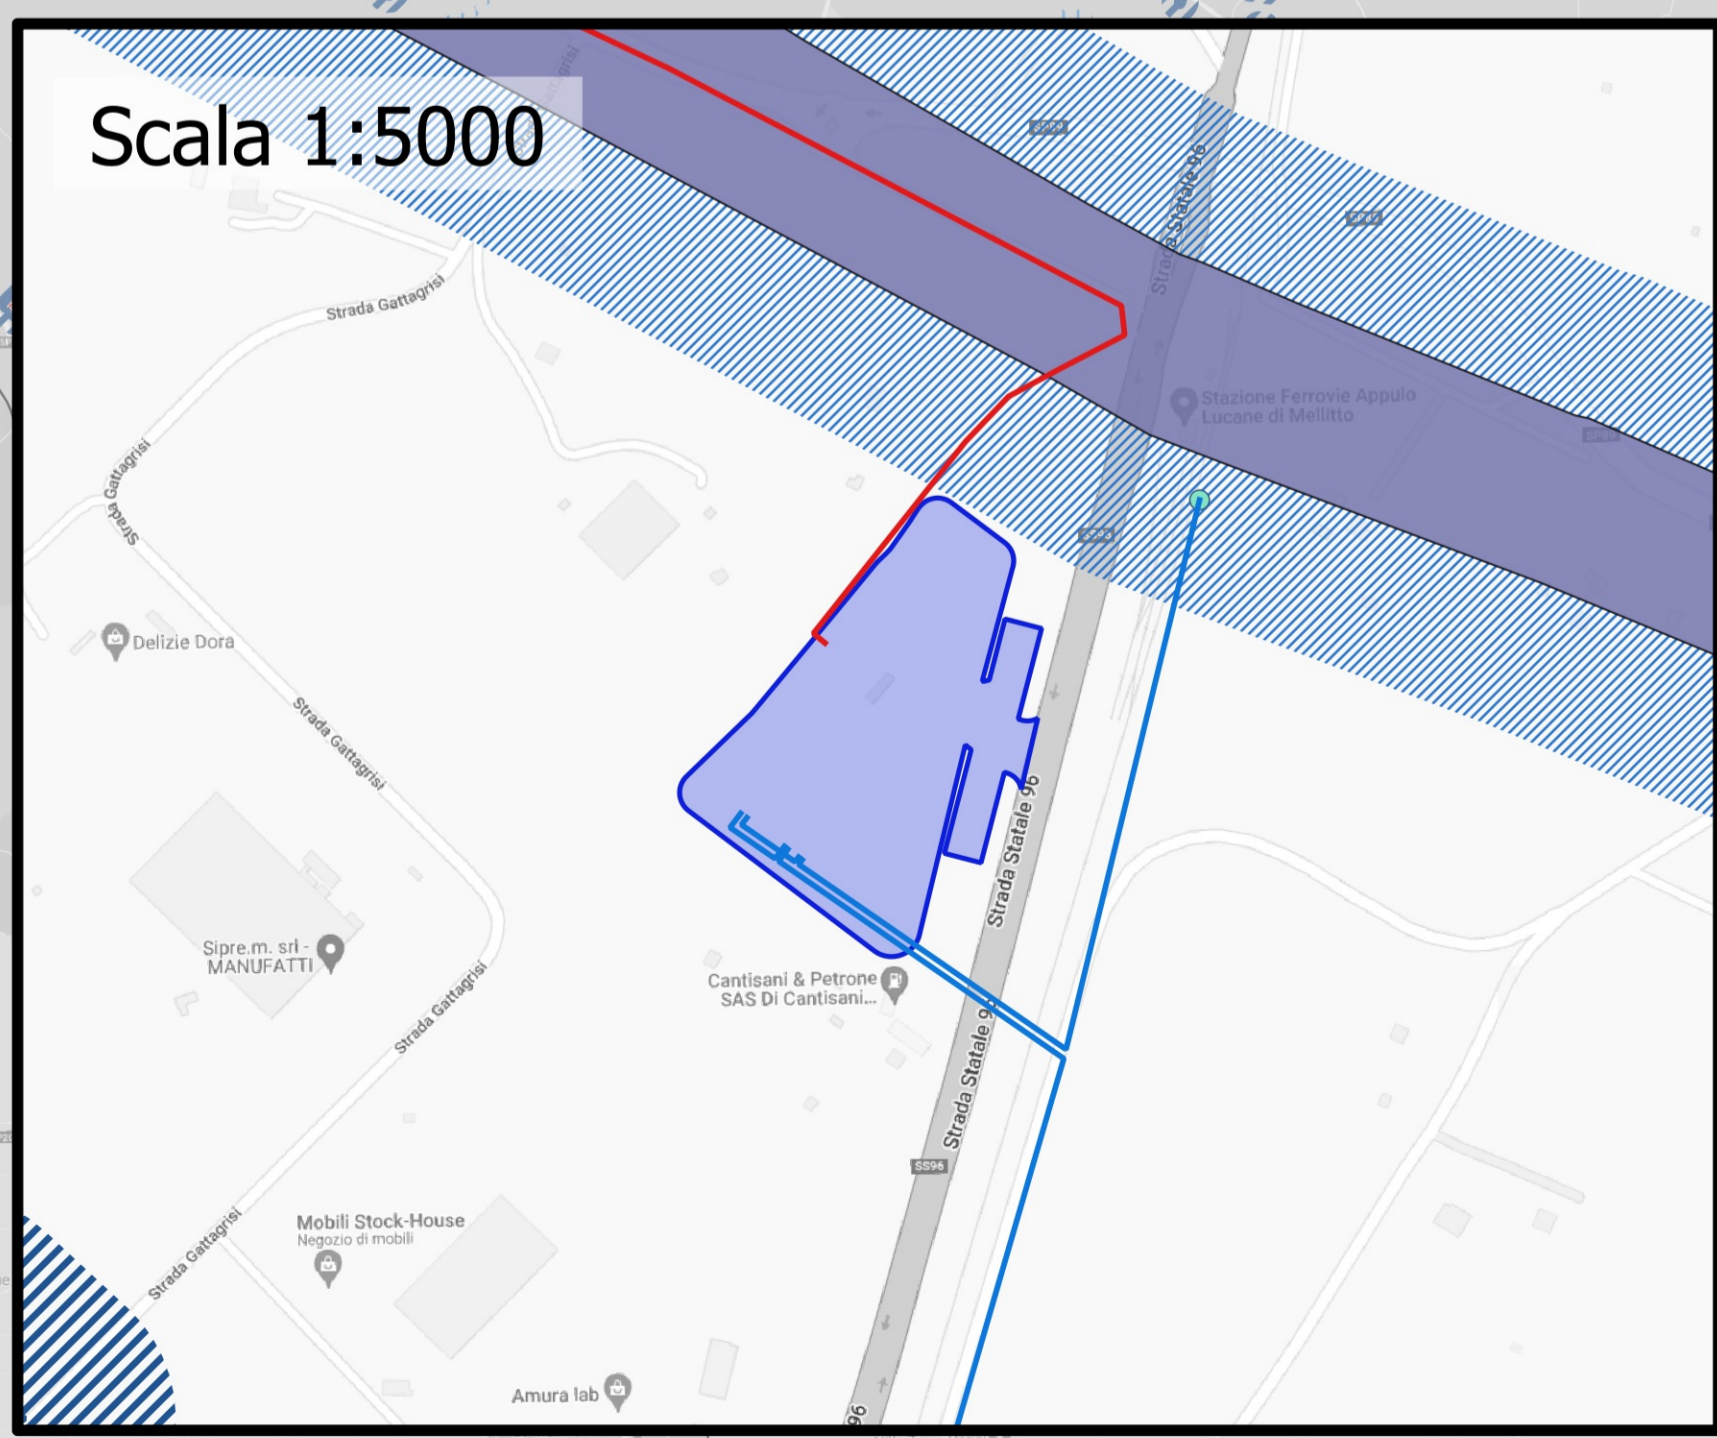 Scala 1:5000
SP89
SP89
Strada Statale 96
Strada Gattagrisi
Stazione Ferrovie Appulo
Lucane di Mellitto
SP89
Strada Gattagrisi
SS96
Delizie Dora
Strada Gattagrisi
Strada Statale 96
Sipre.m. srl -
MANUFATTI
Strada Gattagrisi
Cantisani & Petrone
SAS Di Cantisani...
Strada Statale 96
SS96
Mobili Stock-House
Negozio di mobili
Strada Gattagrisi
Amura lab
96